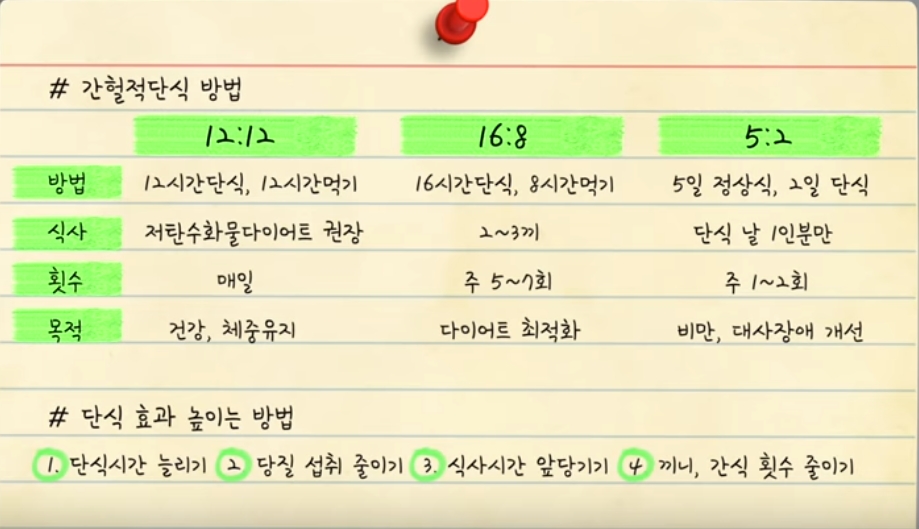 # 간헐적단식 방법
12:12 16:8 5:2
방법 12시간단식, 12시간먹기 16시간단식, 8시간먹기 5일 정상식, 2일 단식
식사 저탄수화물다이어트 권장 2~3끼 단식 날 1인분만
횟수 매일 주 5~7회 주 1~2회
목적 건강, 체중유지 다이어트 최적화 비만, 대사장애 개선
# 단식 효과 높이는 방법
1. 단식시간 늘리기 2 당질 섭취 줄이기 3. 식사시간 앞당기기 4 끼니, 간식 횟수 줄이기